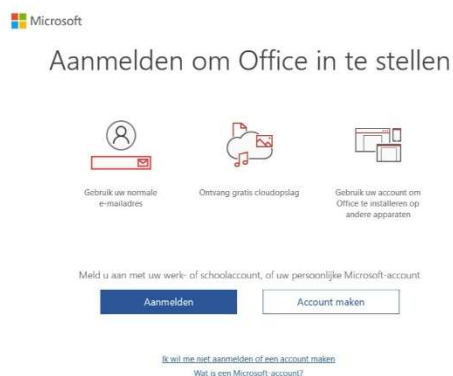 Microsoft
Aanmelden om Office in te stellen
Gebruik uw normale
e-mailadres
Ontvang gratis cloudopslag
Gebruik uw account om
Office te installeren op
andere apparaten
Meld u aan met uw werk- of schoolaccount, of uw persoonlijke Microsoft-account
Aanmelden
Account maken
Ik wil me niet aanmelden of een account maken
Wat is een Microsoft-account?